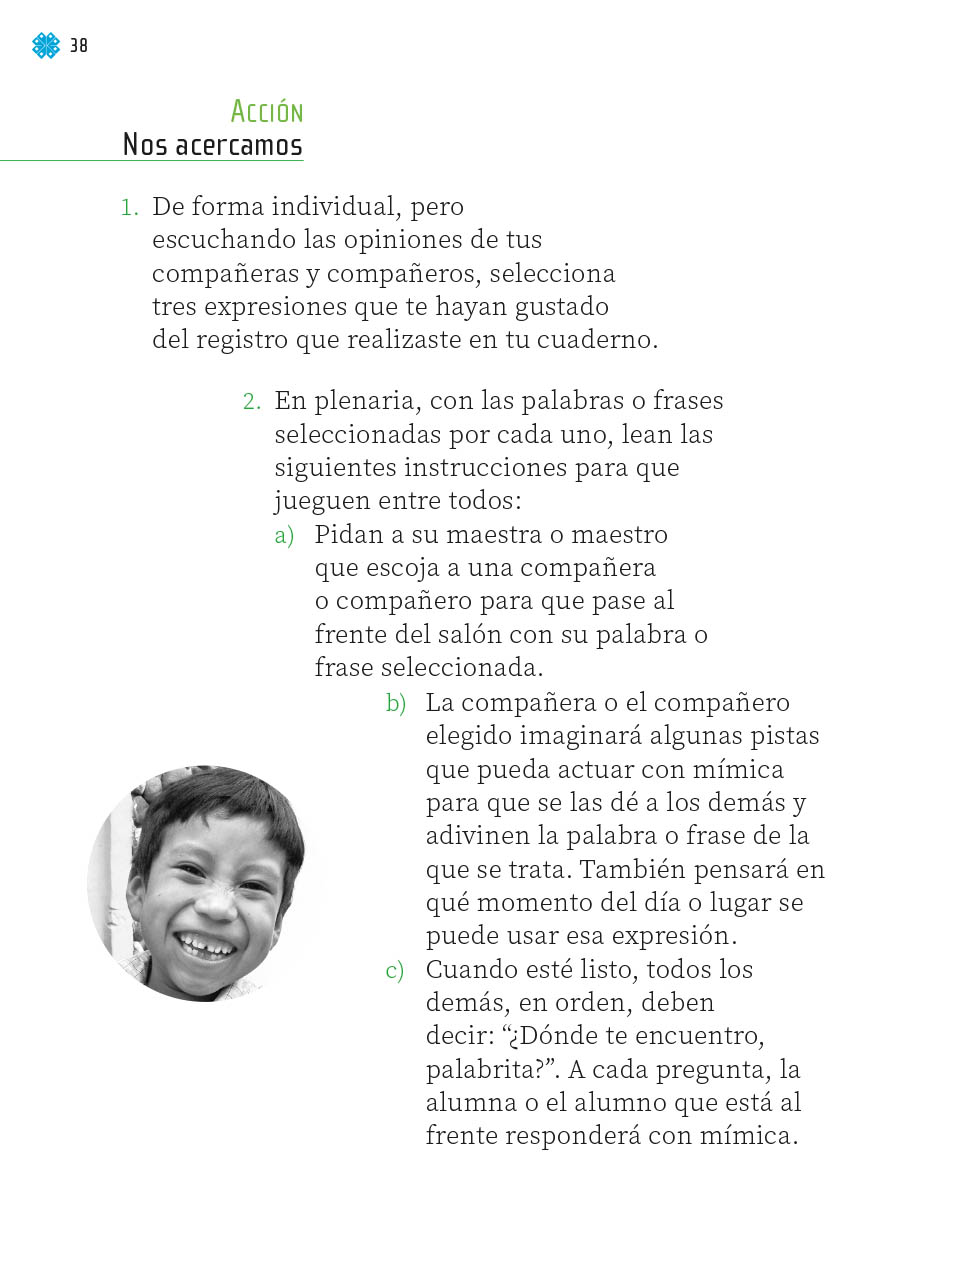 38
Acción
Nos acercamos
1. De forma individual, pero
escuchando las opiniones de tus
compañeras y compañeros, selecciona
tres expresiones que te hayan gustado
del registro que realizaste en tu cuaderno.
2. En plenaria, con las palabras o frases
seleccionadas por cada uno, lean las
siguientes instrucciones para que
jueguen entre todos:
a) Pidan a su maestra o maestro
que escoja a una compañera
o compañero para que pase al
frente del salón con su palabra o
frase seleccionada.
b) La compañera o el compañero
elegido imaginará algunas pistas
que pueda actuar con mímica
para que se las dé a los demás y
adivinen la palabra o frase de la
que se trata. También pensará en
qué momento del día o lugar se
puede usar esa expresión.
c) Cuando esté listo, todos los
demás, en orden, deben
decir: “¿Dónde te encuentro,
palabrita?”. A cada pregunta, la
alumna o el alumno que está al
frente responderá con mímica.